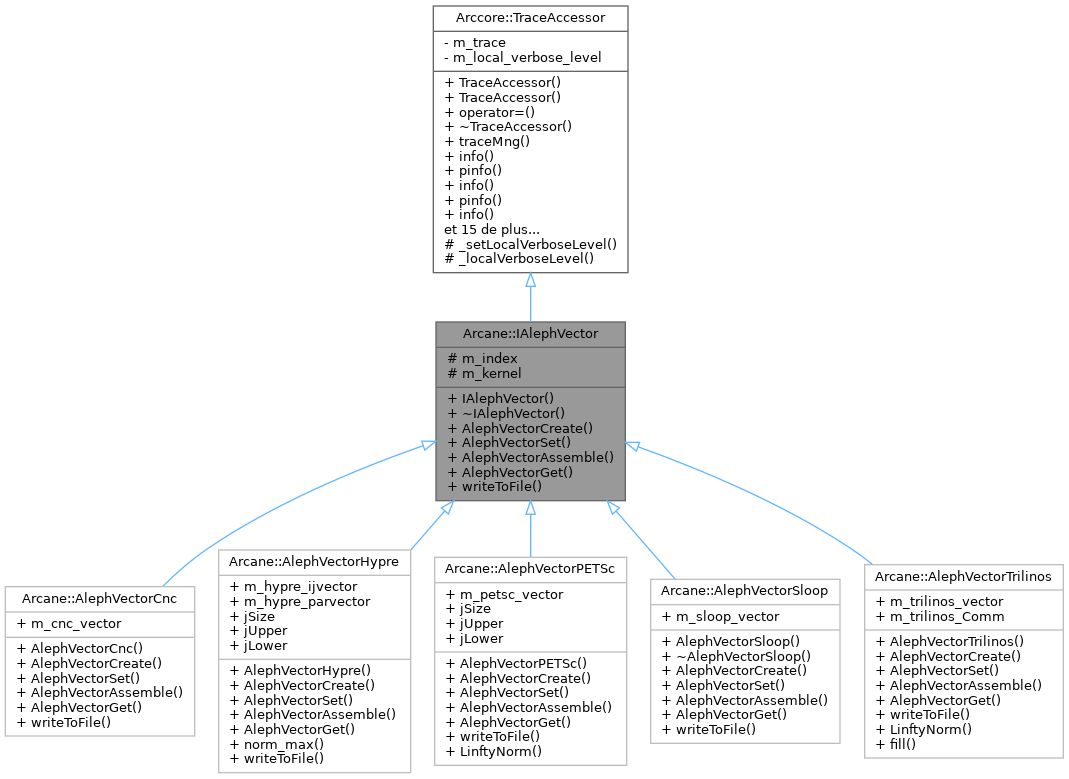 Arccore::TraceAccessor
- m_trace
- m_local_verbose_level
+ TraceAccessor()
+ TraceAccessor()
+ operator=()
+ ~TraceAccessor()
+ traceMng()
+ info()
+ pinfo()
+ info()
+ pinfo()
+ info()
et 15 de plus...
# _setLocalVerboseLevel()
# _localVerboseLevel()
Arcane::IAlephVector
# m_index
# m_kernel
+ IAlephVector()
+ ~IAlephVector()
+ AlephVectorCreate()
+ AlephVectorSet()
+ AlephVectorAssemble()
+ AlephVectorGet()
+ writeToFile()
Arcane::AlephVectorCnc
+ m_cnc_vector
+ AlephVectorCnc()
+ AlephVectorCreate()
+ AlephVectorSet()
+ AlephVectorAssemble()
+ AlephVectorGet()
+ writeToFile()
Arcane::AlephVectorHypre
+ m_hypre_ijvector
+ m_hypre_parvector
+ jSize
+ jUpper
+ jLower
+ AlephVectorHypre()
+ AlephVectorCreate()
+ AlephVectorSet()
+ AlephVectorAssemble()
+ AlephVectorGet()
+ norm_max()
+ writeToFile()
Arcane::AlephVectorPETSc
+ m_petsc_vector
+ jSize
+ jUpper
+ jLower
+ AlephVectorPETSc()
+ AlephVectorCreate()
+ AlephVectorSet()
+ AlephVectorAssemble()
+ AlephVectorGet()
+ writeToFile()
+ LinftyNorm()
Arcane::AlephVectorSloop
+ m_sloop_vector
+ AlephVectorSloop()
+ ~AlephVectorSloop()
+ AlephVectorCreate()
+ AlephVectorSet()
+ AlephVectorAssemble()
+ AlephVectorGet()
+ writeToFile()
Arcane::AlephVectorTrilinos
+ m_trilinos_vector
+ m_trilinos_Comm
+ AlephVectorTrilinos()
+ AlephVectorCreate()
+ AlephVectorSet()
+ AlephVectorAssemble()
+ AlephVectorGet()
+ writeToFile()
+ LinftyNorm()
+ fill()